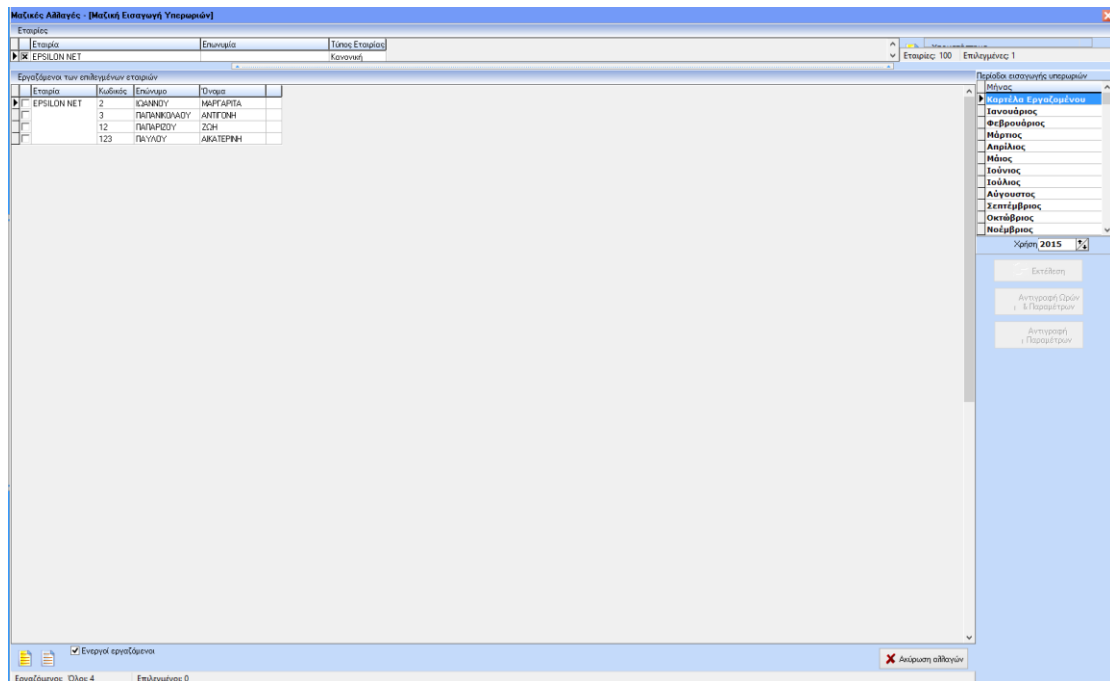 Μαζικές Αλλαγές - [Μαζική Εισαγωγή Υπερωριών]
Εταιρίες
Εταιρία Επωνυμία Τύπος Εταιρίας
EPSILON NET Κανονική
Εταιρίες: 100 Επιλεγμένες: 1
Εργαζόμενοι των επιλεγμένων εταιριών
Εταιρία Κωδικός Επώνυμο Όνομα
EPSILON NET 2 ΙΩΑΝΝΟΥ ΜΑΡΓΑΡΙΤΑ
3 ΠΑΠΑΝΙΚΟΛΑΟΥ ΑΝΤΙΓΟΝΗ
12 ΠΑΠΑΡΙΖΟΥ ΖΩΗ
123 ΠΑΥΛΟΥ ΑΙΚΑΤΕΡΙΝΗ
Περίοδοι εισαγωγής υπερωριών
Μήνας
Καρτέλα Εργαζομένου
Ιανουάριος
Φεβρουάριος
Μάρτιος
Απρίλιος
Μάιος
Ιούνιος
Ιούλιος
Αύγουστος
Σεπτέμβριος
Οκτώβριος
Νοέμβριος
Χρήση 2015
Εκτέλεση
Αντιγραφή Ωρών
& Παραμέτρων
Αντιγραφή
Παραμέτρων
Ενεργοί εργαζόμενοι
Ακύρωση αλλαγών
Όλοι 4 Επιλεγμένοι 0